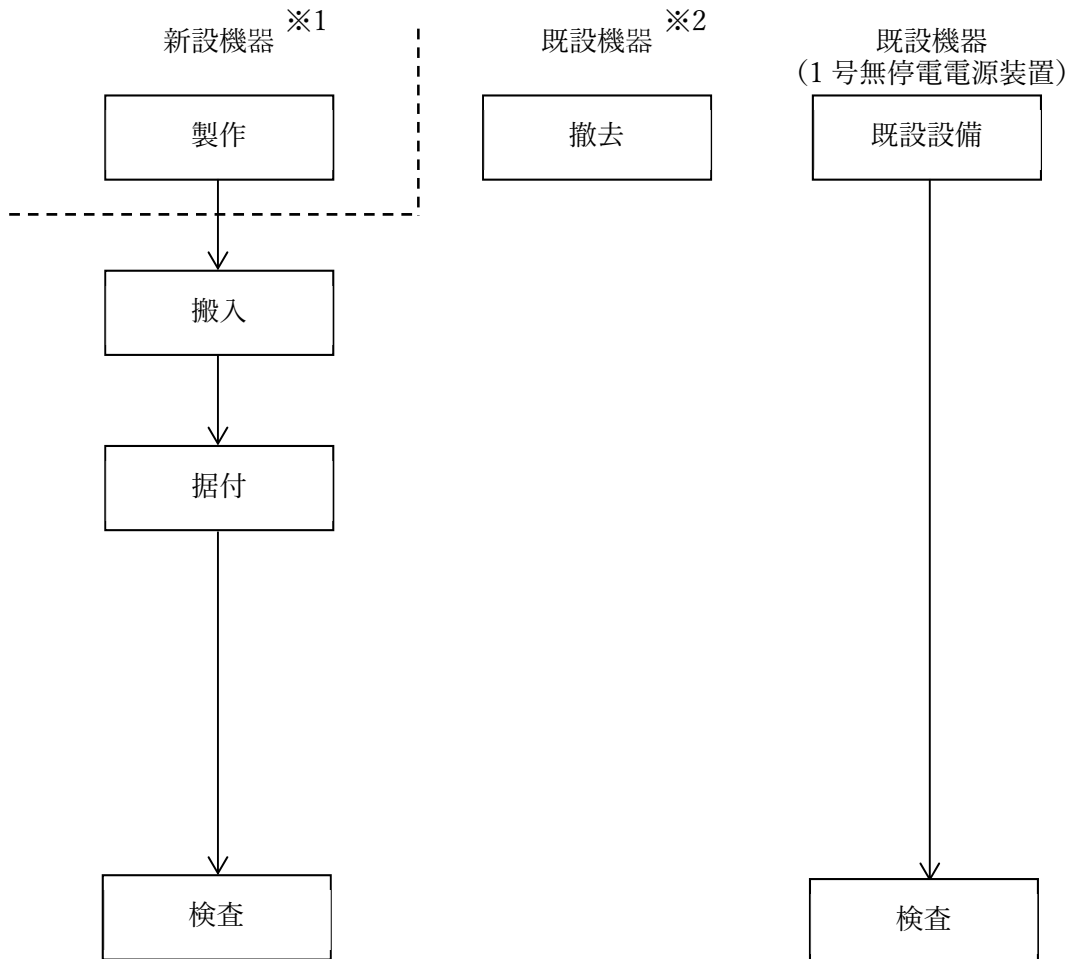 新設機器 ※1
既設機器 ※2
既設機器
(1号無停電電源装置)
製作
撤去
既設設備
搬入
据付
検査
検査